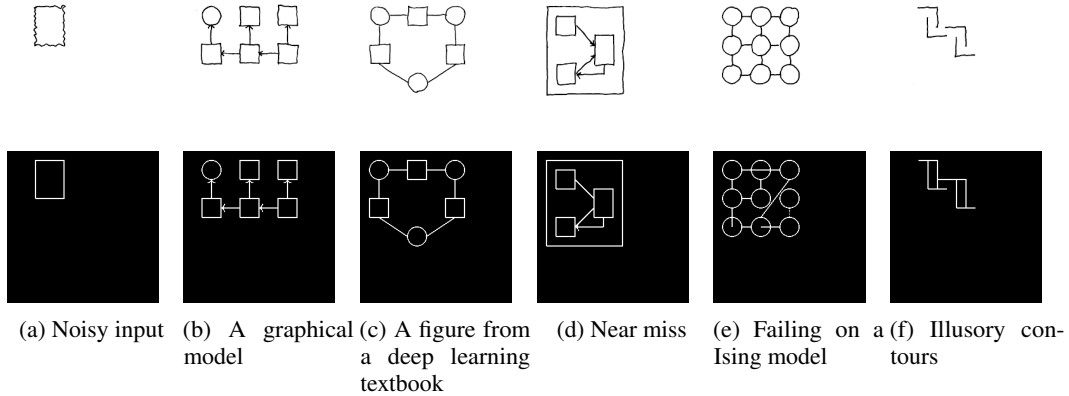 (a) Noisy input
(b) A graphical
model
(c) A figure from
a deep learning
textbook
(d) Near miss
(e) Failing on a
Ising model
(f) Illusory con-
tours